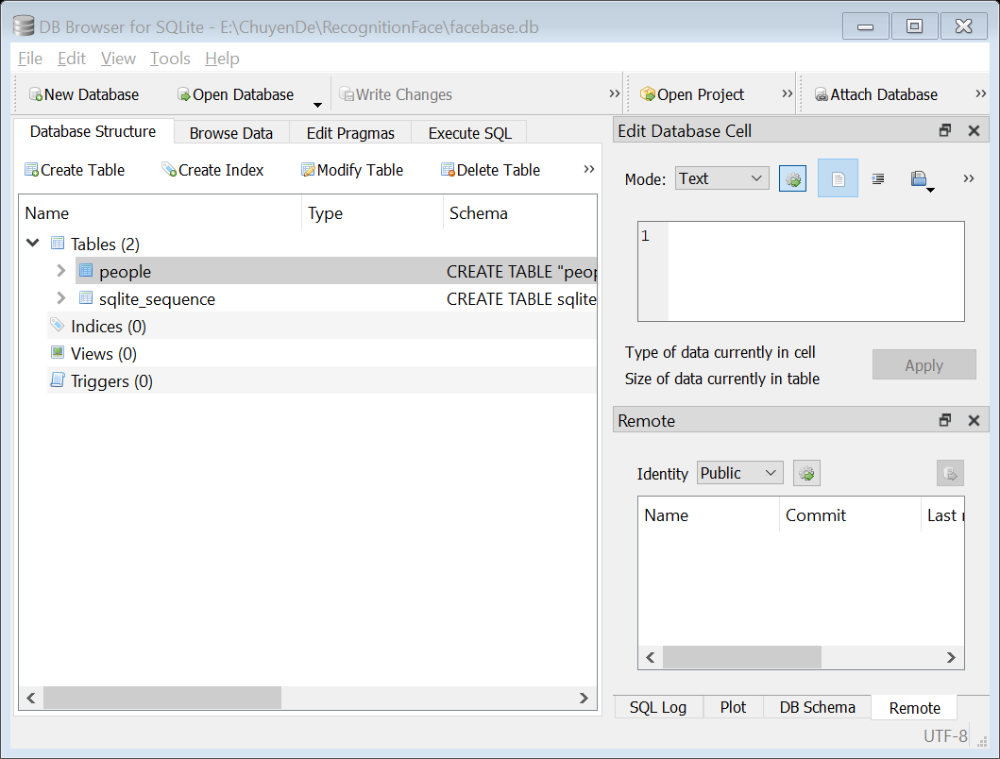 DB Browser for SQLite - E:\ChuyenDe\RecognitionFace\facebase.db
File Edit View Tools Help
New Database Open Database Write Changes Open Project Attach Database
Database Structure Browse Data Edit Pragmas Execute SQL
Create Table Create Index Modify Table Delete Table
Name Type Schema
Tables (2)
people CREATE TABLE "peop
sqlite_sequence CREATE TABLE sqlite
Indices (0)
Views (0)
Triggers (0)
Edit Database Cell
Mode: Text
1
Type of data currently in cell
Size of data currently in table
Apply
Remote
Identity Public
Name Commit Last
SQL Log Plot DB Schema Remote
UTF-8